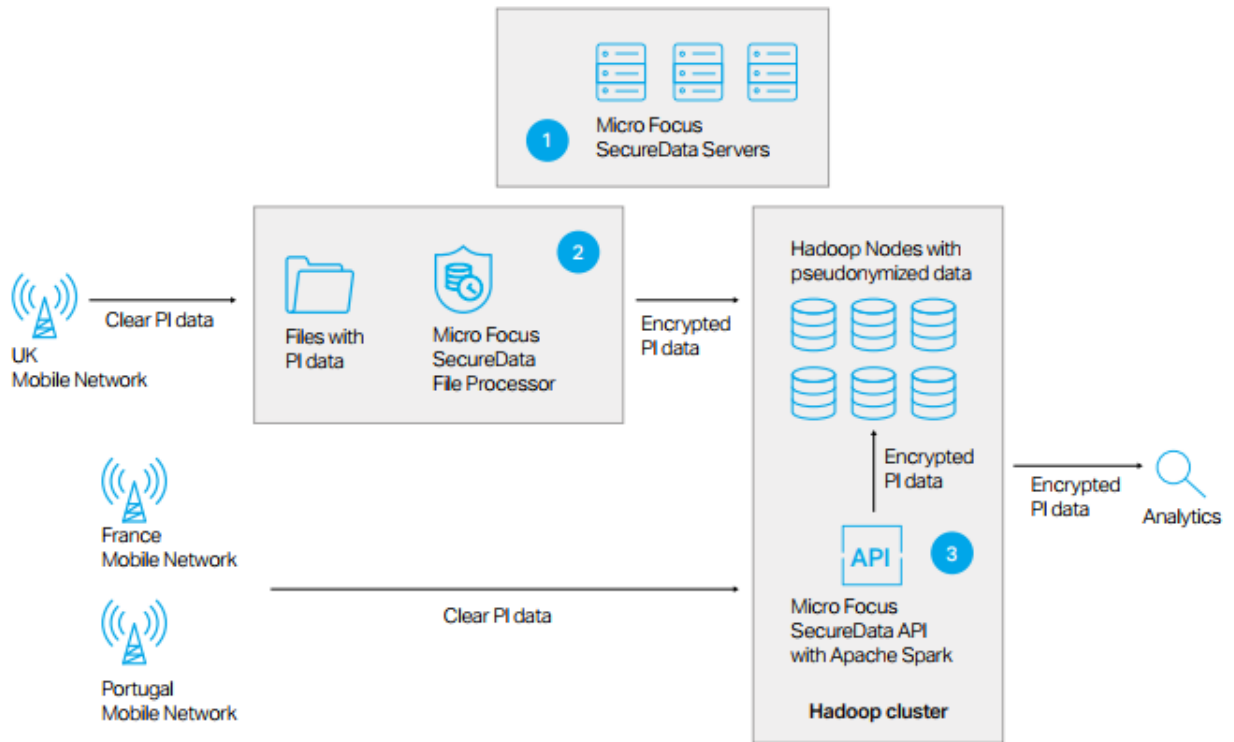 Micro Focus
SecureData Servers
1
2
Files with
PI data
Micro Focus
SecureData
File Processor
UK
Mobile Network
Clear PI data
Encrypted
PI data
Hadoop Nodes with
pseudonymized data
France
Mobile Network
Portugal
Mobile Network
Clear PI data
Encrypted
PI data
API
3
Micro Focus
SecureData API
with Apache Spark
Hadoop cluster
Encrypted
PI data
Analytics